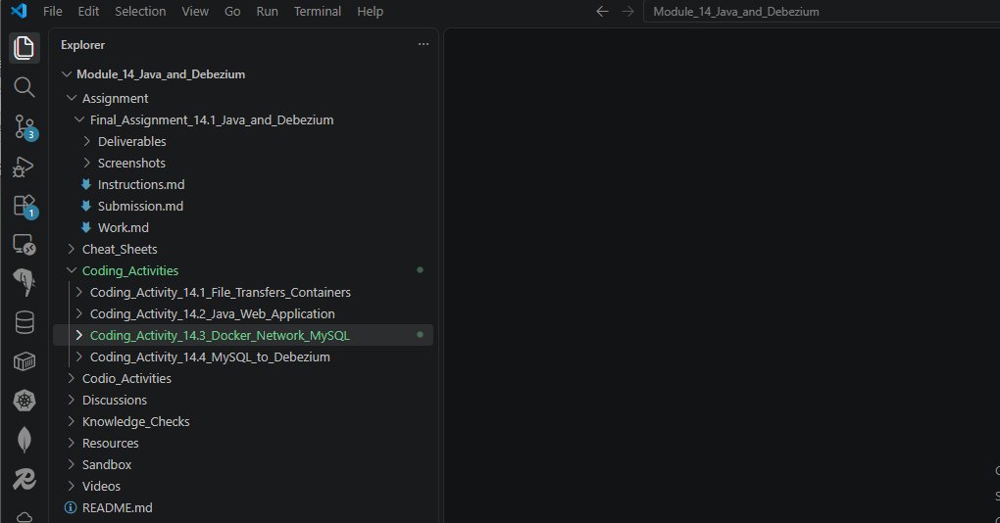 File Edit Selection View Go Run Terminal Help Module_14_Java_and_Debezium
Explorer
Module_14_Java_and_Debezium
Assignment
Final_Assignment_14.1_Java_and_Debezium
Deliverables
Screenshots
Instructions.md
Submission.md
Work.md
Cheat_Sheets
Coding_Activities
Coding_Activity_14.1_File_Transfers_Containers
Coding_Activity_14.2_Java_Web_Application
Coding_Activity_14.3_Docker_Network_MySQL
Coding_Activity_14.4_MySQL_to_Debezium
Codio_Activities
Discussions
Knowledge_Checks
Resources
Sandbox
Videos
README.md
3
1